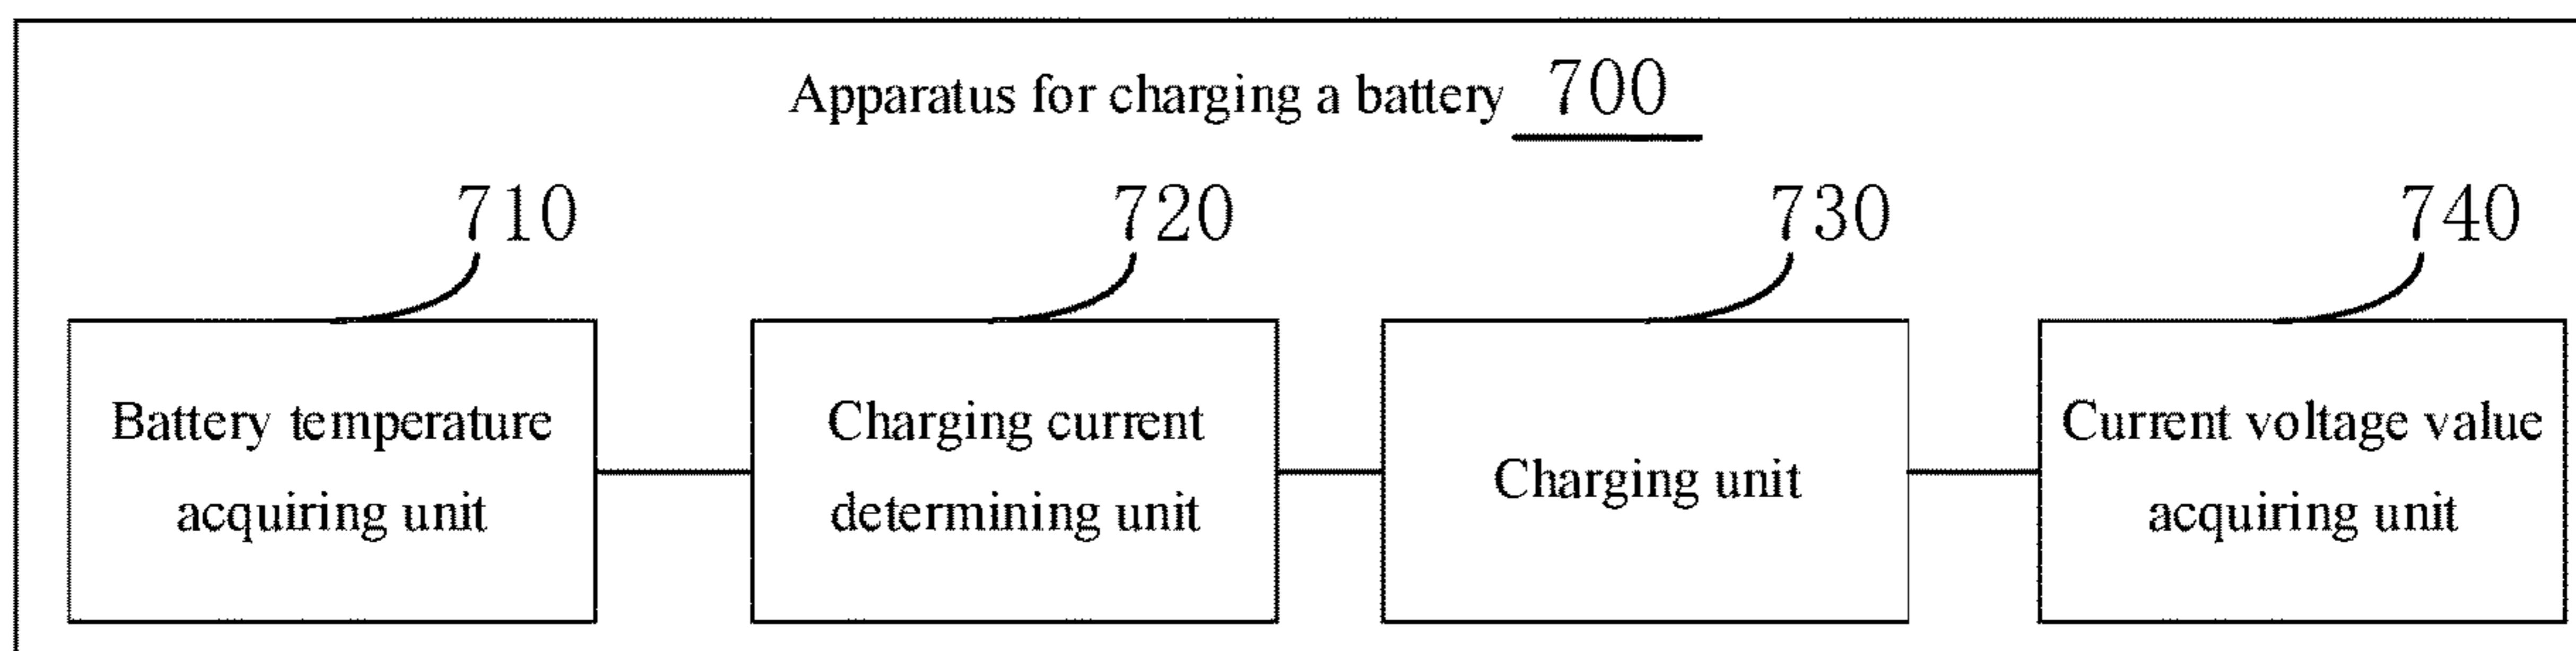 Apparatus for charging a battery 700
710 720 730 740
Battery temperature
acquiring unit
Charging current
determining unit
Charging unit
Current voltage value
acquiring unit